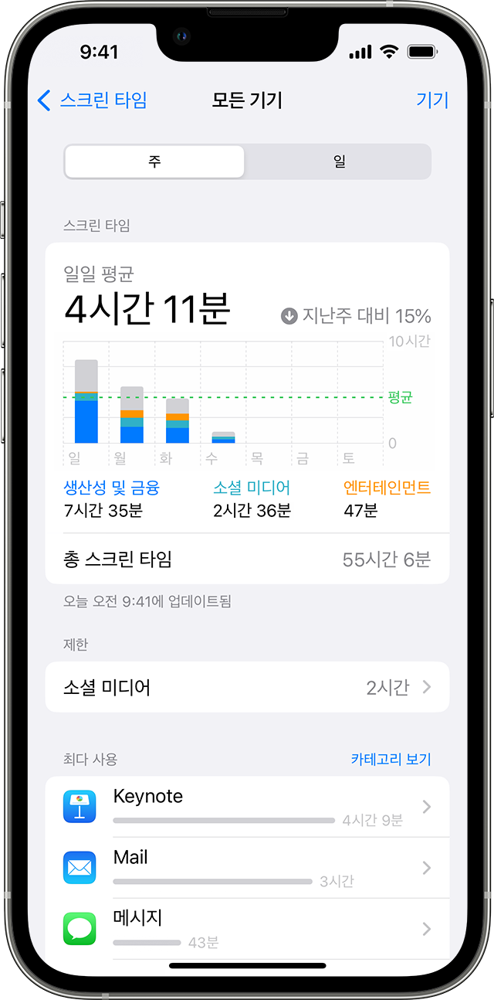 9:41
스크린 타임
모든 기기
기기
주
일
스크린 타임
일일 평균
4시간 11분
지난주 대비 15%
10시간
평균
0
일 월 화 수 목 금 토
생산성 및 금융 소셜 미디어 엔터테인먼트
7시간 35분 2시간 36분 47분
총 스크린 타임 55시간 6분
오늘 오전 9:41에 업데이트됨
제한
소셜 미디어 2시간
최다 사용 카테고리 보기
Keynote
4시간 9분
Mail
3시간
메시지
43분